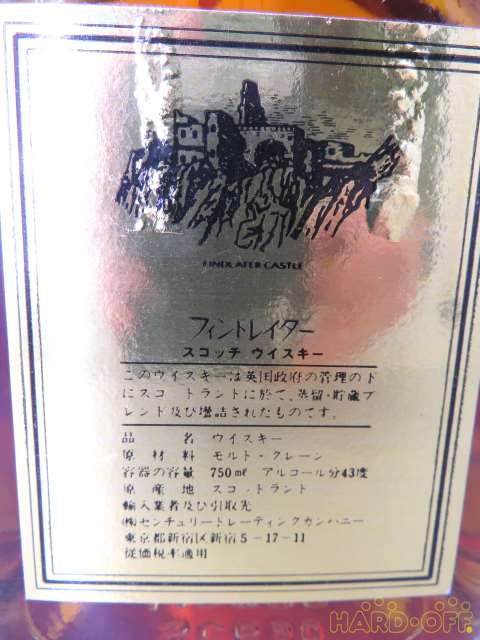 FINDLATER CASTLE
フィンドレイター
スコッチ ウイスキー
このウイスキーは英国政府の管理の下
にスコットランドに於て、蒸留・貯蔵ブ
レンド及び壜詰されたものです。
品 名 ウイスキー
原材料 モルト・グレーン
容器の容量 750㎖ アルコール分43度
原産地 スコットランド
輸入業者及び引取先
㈱センチュリートレーディングカンパニー
東京都新宿区新宿5-17-11
従価税率適用
HARD・OFF